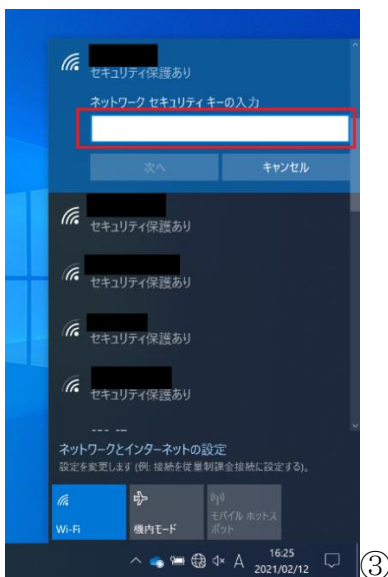 セキュリティ保護あり
ネットワーク セキュリティ キーの入力
次へ
キャンセル
セキュリティ保護あり
セキュリティ保護あり
セキュリティ保護あり
セキュリティ保護あり
ネットワークとインターネットの設定
設定を変更します (例: 接続を従量制課金接続に設定する)。
Wi-Fi
機内モード
モバイル ホットス
ポット
A
16:25
2021/02/12
③